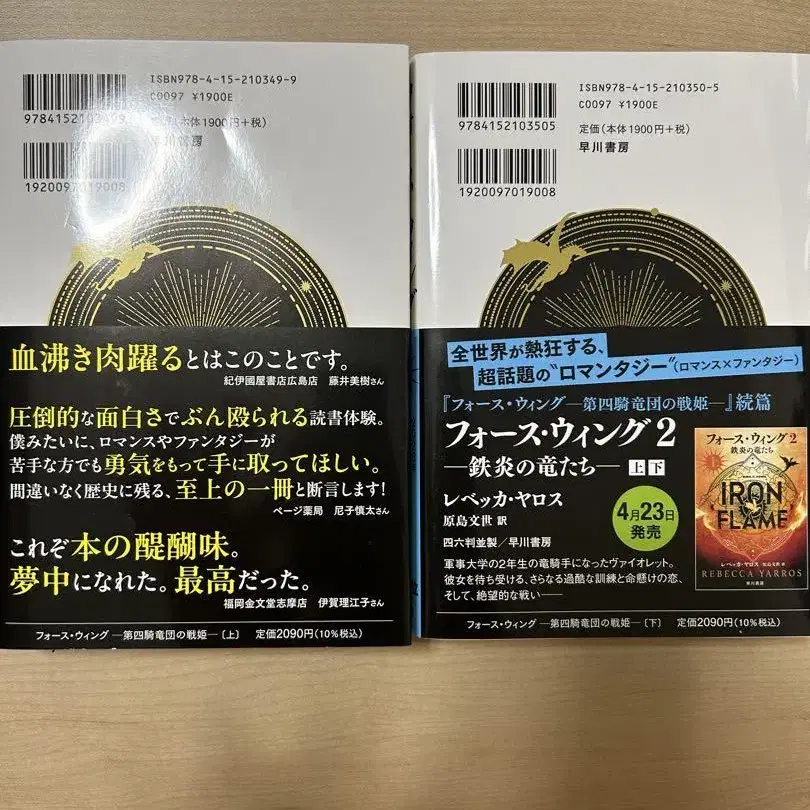 ISBN978-4-15-210349-9
C0097 ¥1900E
本体1900円+税)
早川書房
1920097019008
血沸き肉躍るとはこのことです。
紀伊國屋書店広島店 藤井美樹さん
圧倒的な面白さでぶん殴られる読書体験。
僕みたいに、ロマンスやファンタジーが
苦手な方でも勇気をもって手に取ってほしい。
間違いなく歴史に残る、至上の一冊と断言します!
ページ薬局 尼子慎太さん
これぞ本の醍醐味。
夢中になれた。最高だった。
福岡金文堂志摩店 伊賀理江子さん
フォース・ウィング ―第四騎竜団の戦姫―〔上〕 定価2090円(10%税込)
ISBN978-4-15-210350-5
C0097 ¥1900E
9784152103505
定価(本体1900円+税)
早川書房
1920097019008
全世界が熱狂する、
超話題の“ロマンタジー”(ロマンス×ファンタジー)
『フォース・ウィング―第四騎竜団の戦姫―』続篇
フォース・ウィング2
―鉄炎の竜たち― 上 下
レベッカ・ヤロス
原島文世 訳
四六判並製/早川書房
4月23日
発売
軍事大学の2年生の竜騎手になったヴァイオレット。
彼女を待ち受ける、さらなる過酷な訓練と命懸けの恋、
そして、絶望的な戦い――
フォース・ウィング2
鉄炎の竜たち
上
IRON
FLAME
レベッカ・ヤロス
原島文世 訳
REBECCA YARROS
早川書房
フォース・ウィング ―第四騎竜団の戦姫―〔下〕 定価2090円(10%税込)